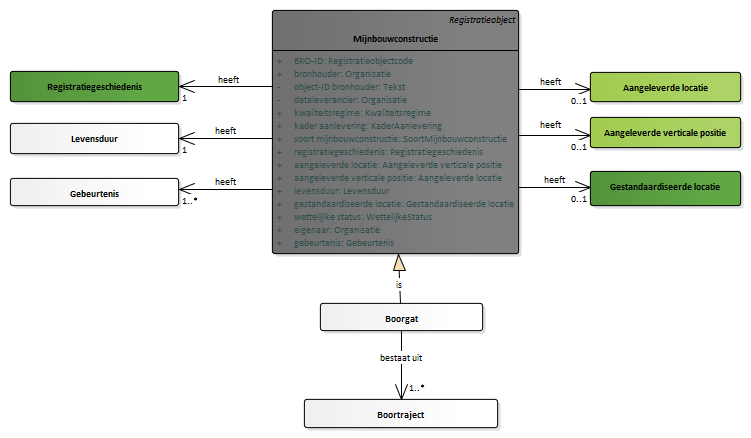 Registratieobject
Mijnbouwconstructie
+ BRO-ID: Registratieobjectcode
+ bronhouder: Organisatie
- object-ID bronhouder: Tekst
- dataleverancier: Organisatie
+ kwaliteitsregime: Kwaliteitsregime
+ kader aanlevering: KaderAanlevering
+ soort mijnbouwconstructie: SoortMijnbouwconstructie
+ registratiegeschiedenis: Registratiegeschiedenis
+ aangeleverde locatie: Aangeleverde verticale positie
+ aangeleverde verticale positie: Aangeleverde locatie
+ levensduur: Levensduur
+ gestandaardiseerde locatie: Gestandaardiseerde locatie
+ wettelijke status: WettelijkeStatus
+ eigenaar: Organisatie
+ gebeurtenis: Gebeurtenis
Registratiegeschiedenis
heeft
1
Levensduur
heeft
1
Gebeurtenis
heeft
1..*
heeft
0..1
Aangeleverde locatie
heeft
0..1
Aangeleverde verticale positie
heeft
0..1
Gestandaardiseerde locatie
is
Boorgat
bestaat uit
1..*
Boortraject